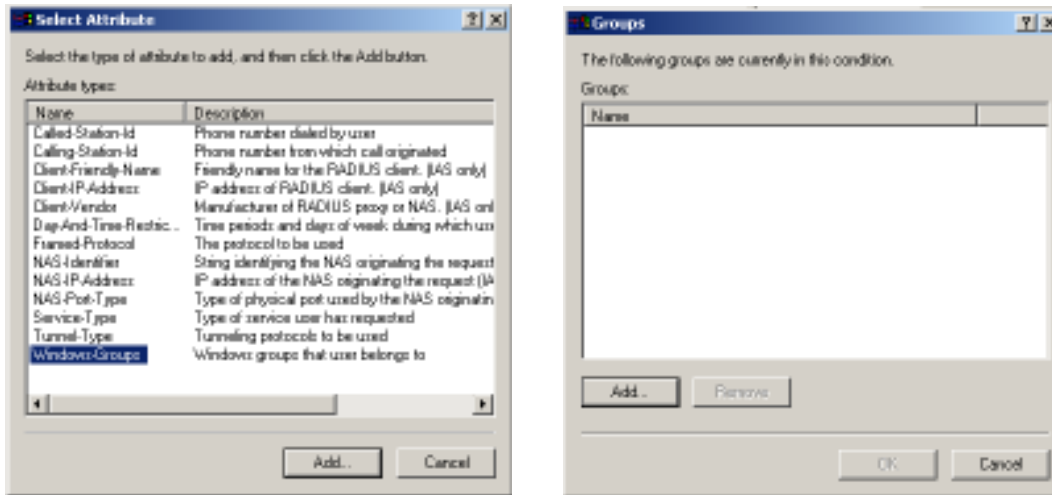 Select Attribute
Select the type of attribute to add, and then click the Add button.
Attribute types:
Name Description
Called-Station-Id Phone number dialed by user
Calling-Station-Id Phone number from which call originated
Client-Friendly-Name Friendly name for the RADIUS client. (IAS only)
Client-IP-Address IP address of RADIUS client. (IAS only)
Client-Vendor Manufacturer of RADIUS proxy or NAS. (IAS onl
Day-And-Time-Restric... Time periods and days of week during which use
Framed-Protocol The protocol to be used
NAS-Identifier String identifying the NAS originating the request
NAS-IP-Address IP address of the NAS originating the request (IA
NAS-Port-Type Type of physical port used by the NAS originatin
Service-Type Type of service user has requested
Tunnel-Type Tunneling protocols to be used
Windows-Groups Windows groups that user belongs to
Add... Cancel
Groups
The following groups are currently in this condition.
Groups:
Name
Add... Remove
OK Cancel